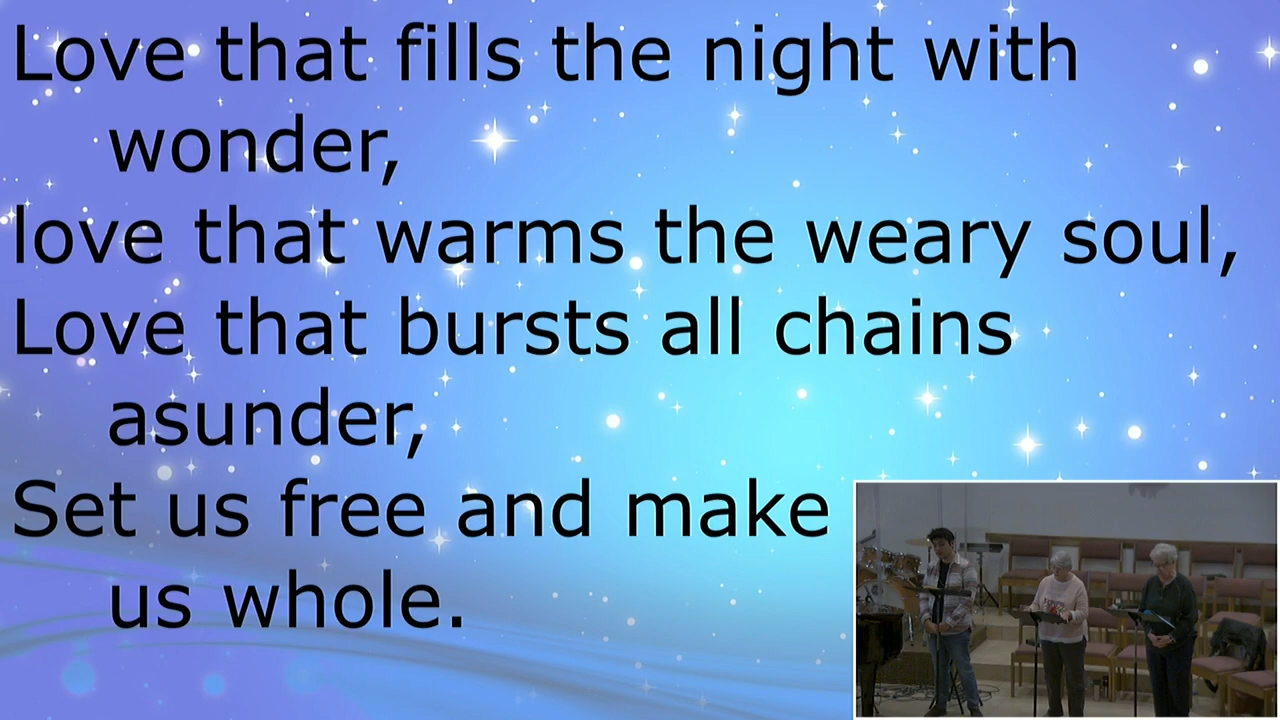 Love that fills the night with
wonder,
love that warms the weary soul,
Love that bursts all chains
asunder,
Set us free and make
us whole.